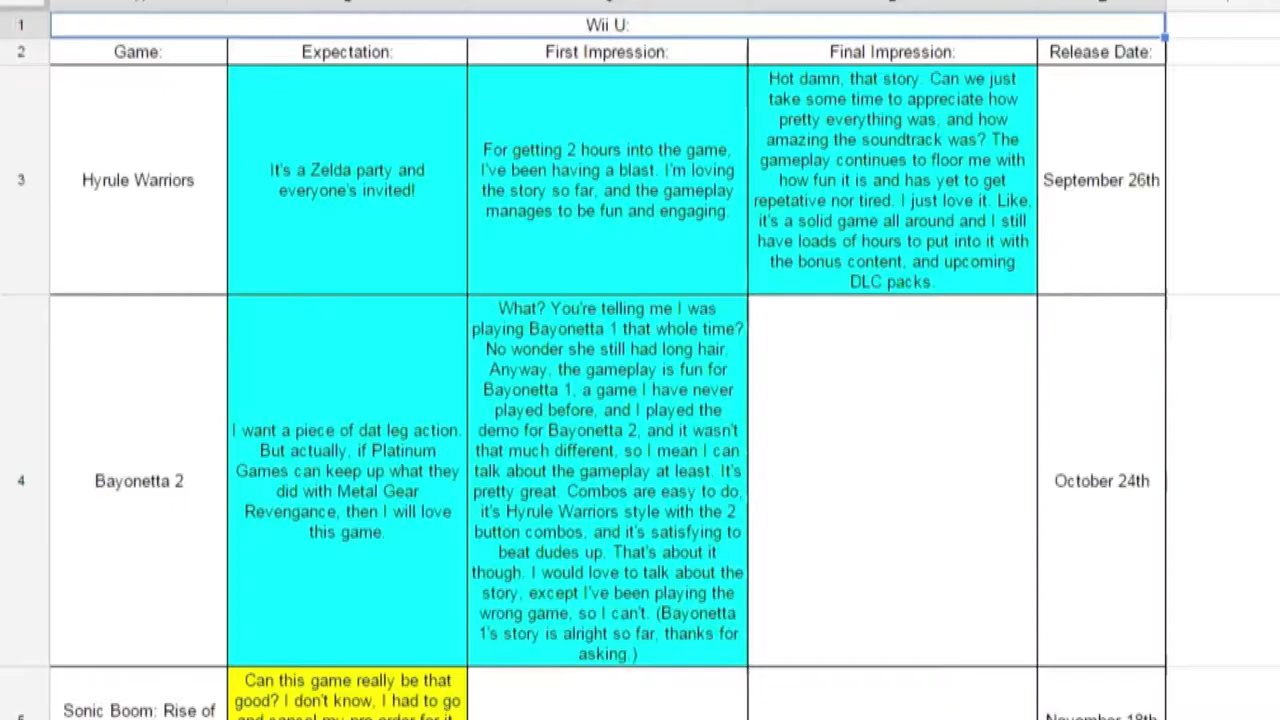 1
Wii U:
2
Game:
Expectation:
First Impression:
Final Impression:
Release Date:
3
Hyrule Warriors
It's a Zelda party and
everyone's invited!
For getting 2 hours into the game,
I've been having a blast. I'm loving
the story so far, and the gameplay
manages to be fun and engaging.
Hot damn, that story. Can we just
take some time to appreciate how
pretty everything was, and how
amazing the soundtrack was? The
gameplay continues to floor me with
how fun it is and has yet to get
repetative nor tired. I just love it. Like,
it's a solid game all around and I still
have loads of hours to put into it with
the bonus content, and upcoming
DLC packs.
September 26th
4
Bayonetta 2
I want a piece of dat leg action.
But actually, if Platinum
Games can keep up what they
did with Metal Gear
Revengance, then I will love
this game.
What? You're telling me I was
playing Bayonetta 1 that whole time?
No wonder she still had long hair.
Anyway, the gameplay is fun for
Bayonetta 1, a game I have never
played before, and I played the
demo for Bayonetta 2, and it wasn't
that much different, so I mean I can
talk about the gameplay at least. It's
pretty great. Combos are easy to do,
it's Hyrule Warriors style with the 2
button combos, and it's satisfying to
beat dudes up. That's about it
though. I would love to talk about the
story, except I've been playing the
wrong game, so I can't. (Bayonetta
1's story is alright so far, thanks for
asking.)
October 24th
5
Sonic Boom: Rise of
Can this game really be that
good? I don't know, I had to go
and cancel my pre-order for it
November 18th